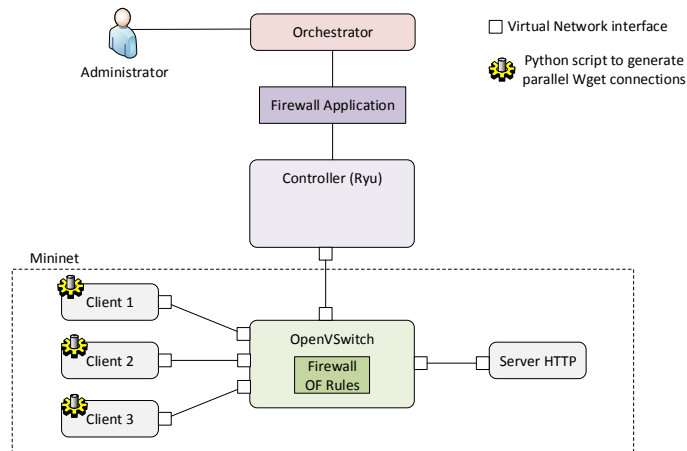 Orchestrator
Virtual Network interface
Administrator
Python script to generate
parallel Wget connections
Firewall Application
Controller (Ryu)
Mininet
Client 1
Client 2
Client 3
OpenVSwitch
Firewall
OF Rules
Server HTTP